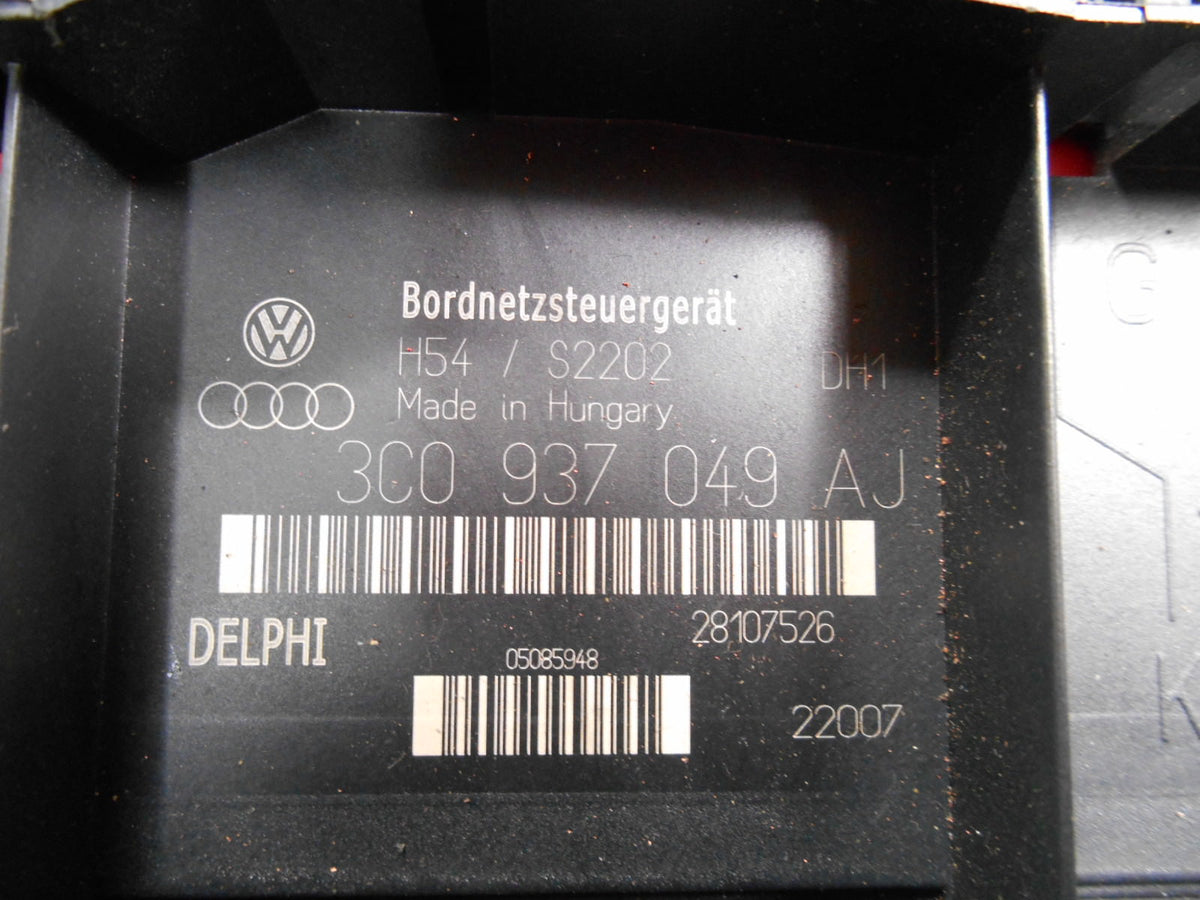 Bordnetzsteuergerät
H54 / S2202 DH1
Made in Hungary
3C0 937 049 AJ
DELPHI 28107526
05085948
22007
G
K